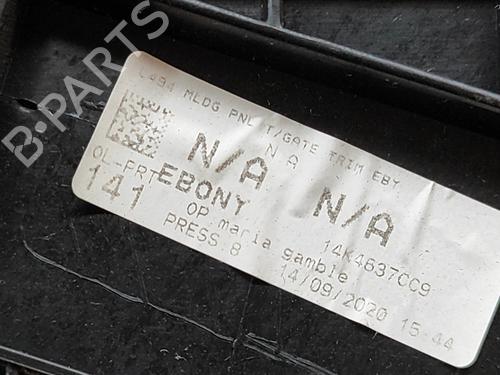 B-PARTS
L494 MLDG PNL T/GATE TRIM EBY
N A
N/A
N/A
OL-PRT
EBONY
141
14K46370C9
OP maria gamble
PRESS 8
14/09/2020 15:44